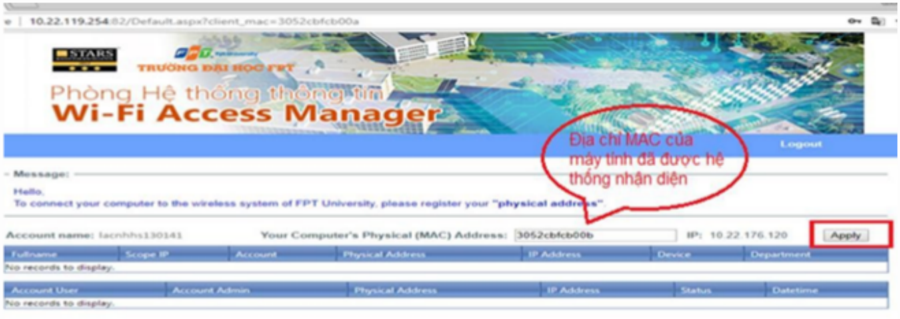 10.22.119.254:82/Default.aspx?client_mac=3052cbfcb00a
STARS
FPT University
TRƯỜNG ĐẠI HỌC FPT
Phòng Hệ thống thông tin
Wi-Fi Access Manager
Địa chỉ MAC của
máy tính đã được hệ
thống nhận diện
Logout
Message:
Hello,
To connect your computer to the wireless system of FPT University, please register your "physical address".
Account name: lacnhhs130141 Your Computer's Physical (MAC) Address: 3052cbfcb00b IP: 10.22.176.120 Apply
Fullname Scope IP Account Physical Address IP Address Device Department
No records to display.
Account User Account Admin Physical Address IP Address Status Datetime
No records to display.